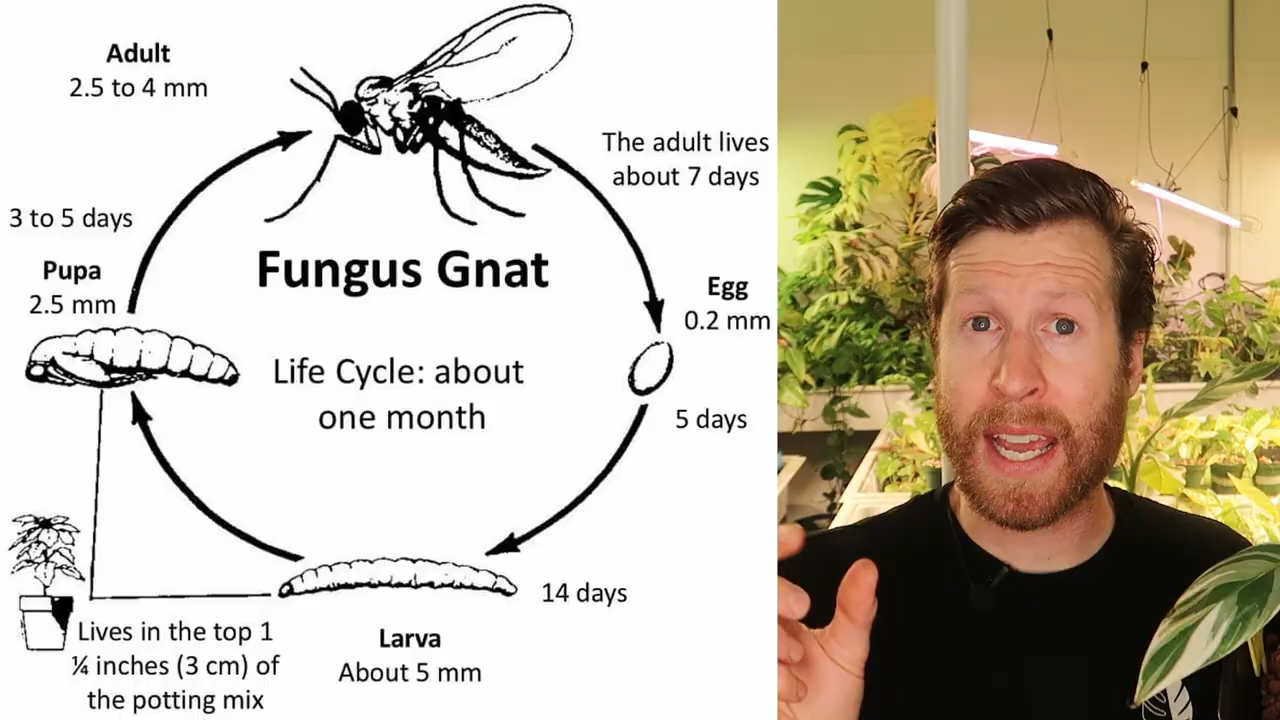 Adult
2.5 to 4 mm
The adult lives
about 7 days
3 to 5 days
Pupa
2.5 mm
Fungus Gnat
Egg
0.2 mm
Life Cycle: about
one month
5 days
14 days
Lives in the top 1
¼ inches (3 cm) of
the potting mix
Larva
About 5 mm